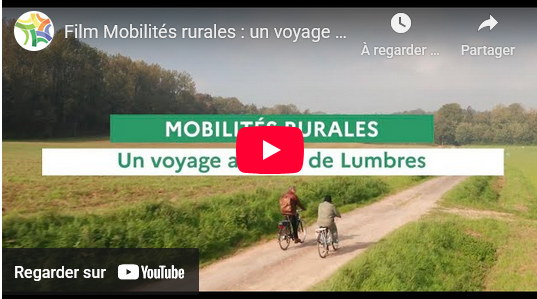 Film Mobilités rurales : un voyage ...
À regarder ...
Partager
MOBILITÉS RURALES
Un voyage a de Lumbres
Regarder sur YouTube